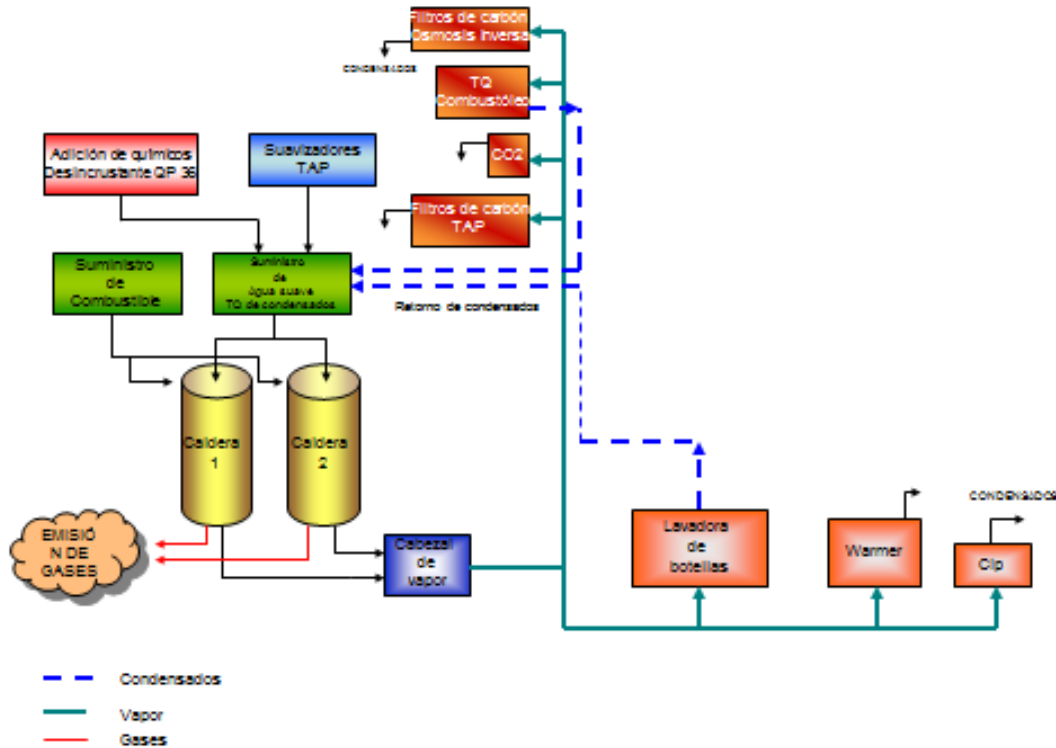 Filtros de carbón
Osmosis Inversa
CONDENSADOS
TQ
Combustóleo
Adición de químicos
Desincrustante QP 36
Suavizadores
TAP
CO2
Filtros de carbón
TAP
Suministro
de
Combustible
Suministro
de
Agua suave
TQ de condensados
Retorno de condensados
Caldera
1
Caldera
2
EMISIÓ
N DE
GASES
Cabezal
de
vapor
Lavadora
de
botellas
Warmer
CONDENSADOS
Cip
Condensados
Vapor
Gases